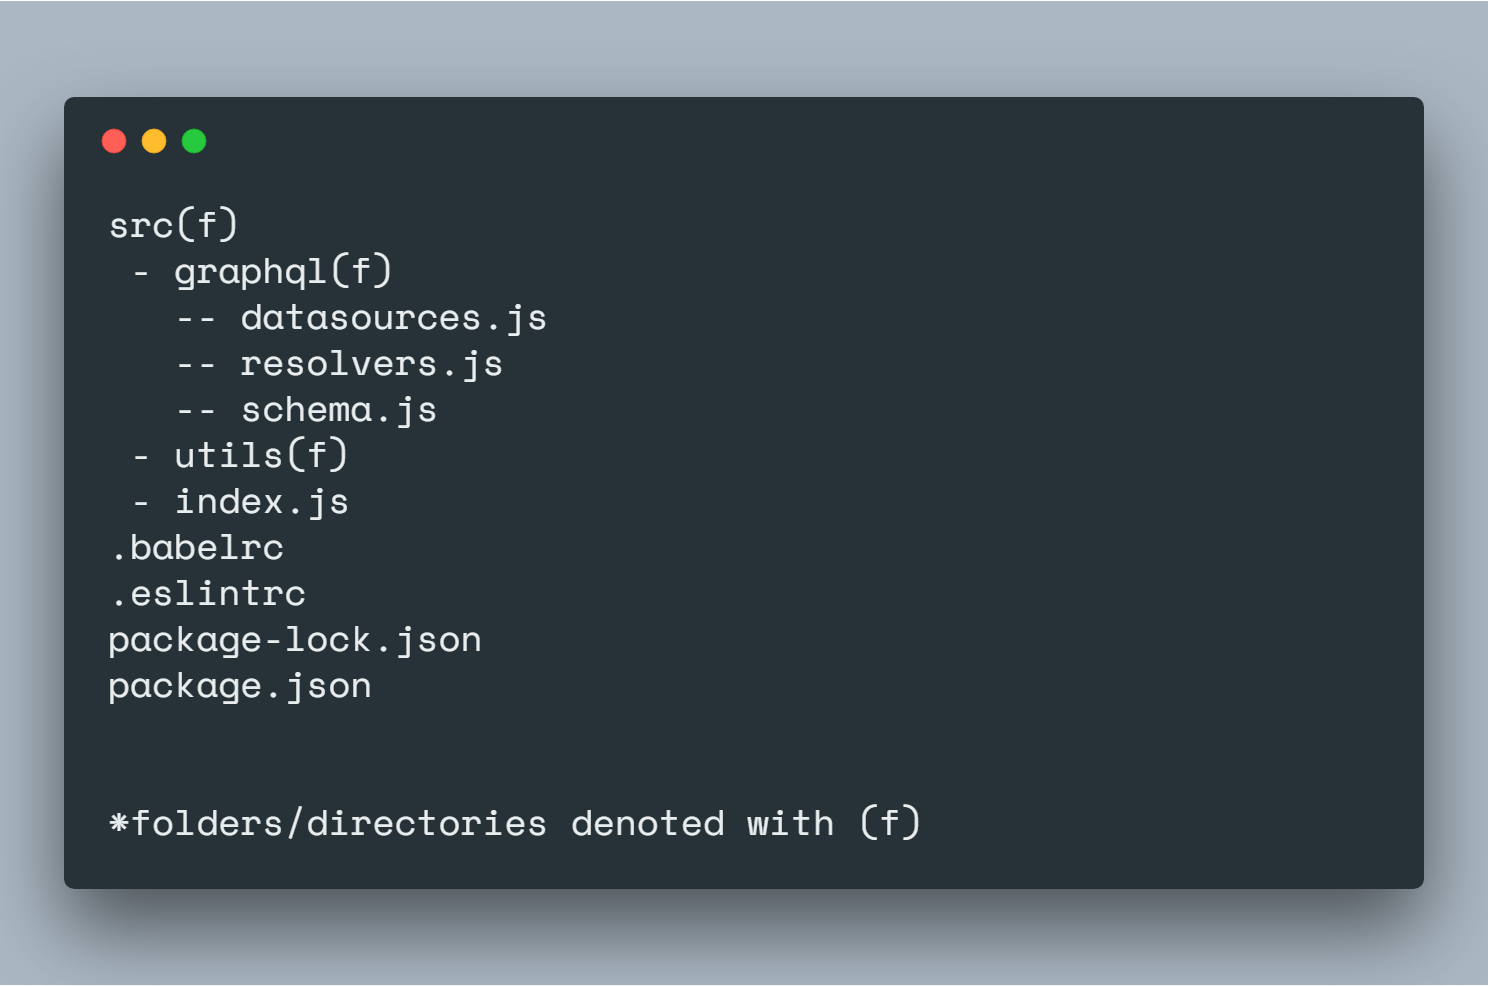 src(f)
 - graphql(f)
   -- datasources.js
   -- resolvers.js
   -- schema.js
 - utils(f)
 - index.js
.babelrc
.eslintrc
package-lock.json
package.json
*folders/directories denoted with (f)